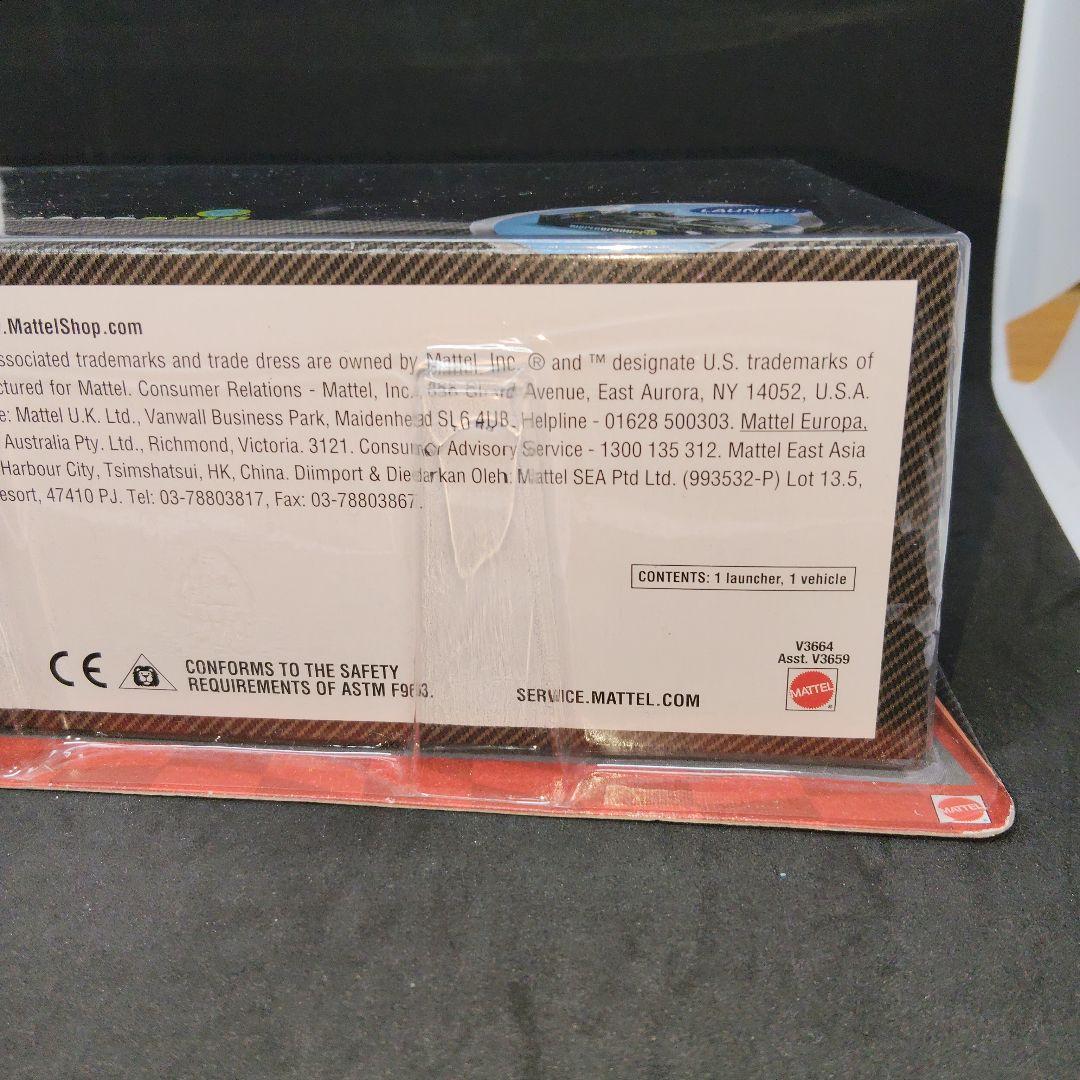 LAUNCH!
.MattelShop.com
ssociated trademarks and trade dress are owned by Mattel, Inc. ® and ™ designate U.S. trademarks of
ctured for Mattel. Consumer Relations - Mattel, Inc. Avenue, East Aurora, NY 14052, U.S.A.
e: Mattel U.K. Ltd., Vanwall Business Park, Maidenhead SL6 4UB. Helpline - 01628 500303. Mattel Europa,
Australia Pty. Ltd., Richmond, Victoria. 3121. Consumer Advisory Service - 1300 135 312. Mattel East Asia
Harbour City, Tsimshatsui, HK, China. Diimport & Diedarkan Oleh: Mattel SEA Ptd Ltd. (993532-P) Lot 13.5,
esort, 47410 PJ. Tel: 03-78803817, Fax: 03-78803867.
CONTENTS: 1 launcher, 1 vehicle
V3664
Asst. V3659
CE
CONFORMS TO THE SAFETY
REQUIREMENTS OF ASTM F963.
SERVICE.MATTEL.COM
MATTEL
®
MATTEL